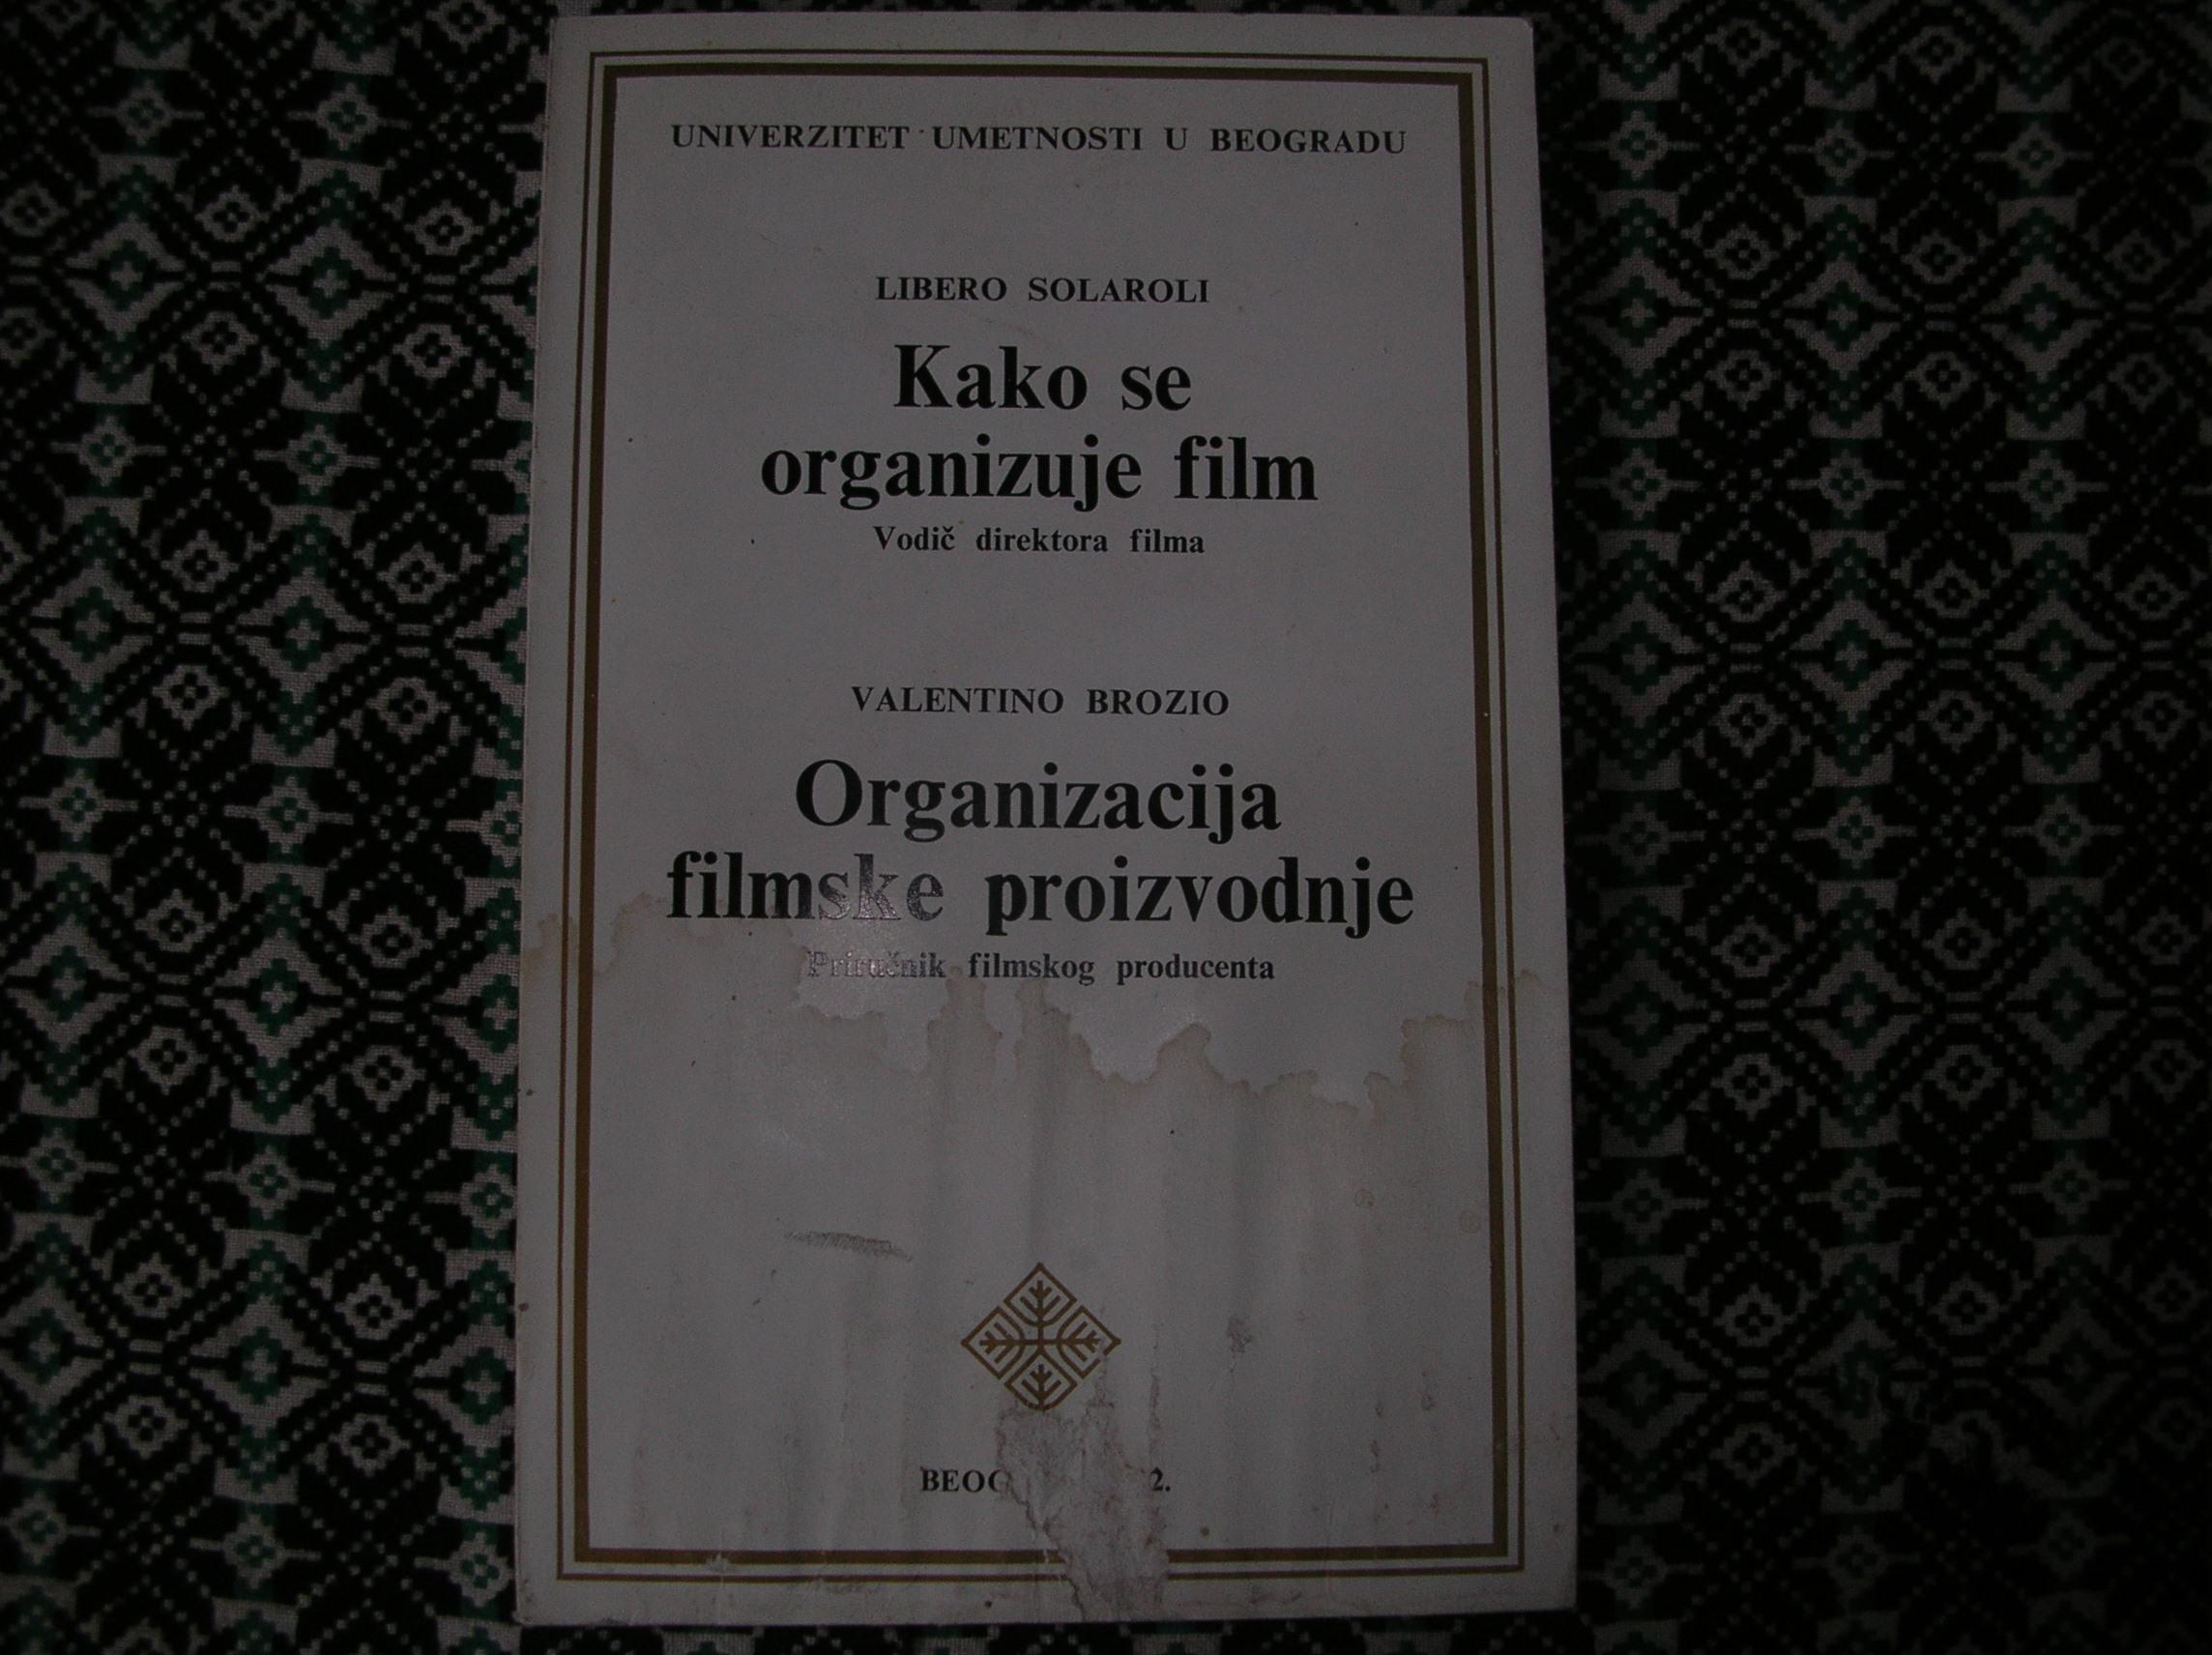 UNIVERZITET UMETNOSTI U BEOGRADU
LIBERO SOLAROLI
Kako se
organizuje film
Vodič direktora filma
VALENTINO BROZIO
Organizacija
filmske proizvodnje
Priručnik filmskog producenta